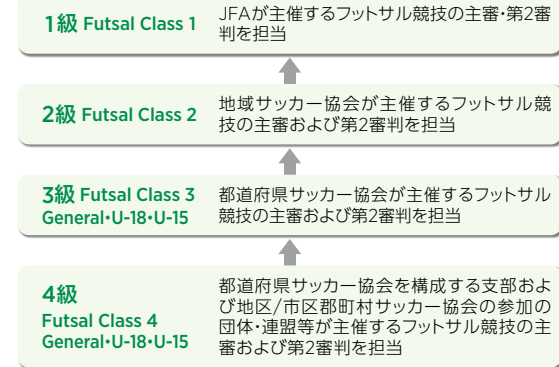 1級 Futsal Class 1
JFAが主催するフットサル競技の主審・第2審
判を担当
2級 Futsal Class 2
地域サッカー協会が主催するフットサル競
技の主審および第2審判を担当
3級 Futsal Class 3
General・U-18・U-15
都道府県サッカー協会が主催するフットサル
競技の主審および第2審判を担当
4級
Futsal Class 4
General・U-18・U-15
都道府県サッカー協会を構成する支部およ
び地区/市区郡町村サッカー協会の参加の
団体・連盟等が主催するフットサル競技の主
審および第2審判を担当